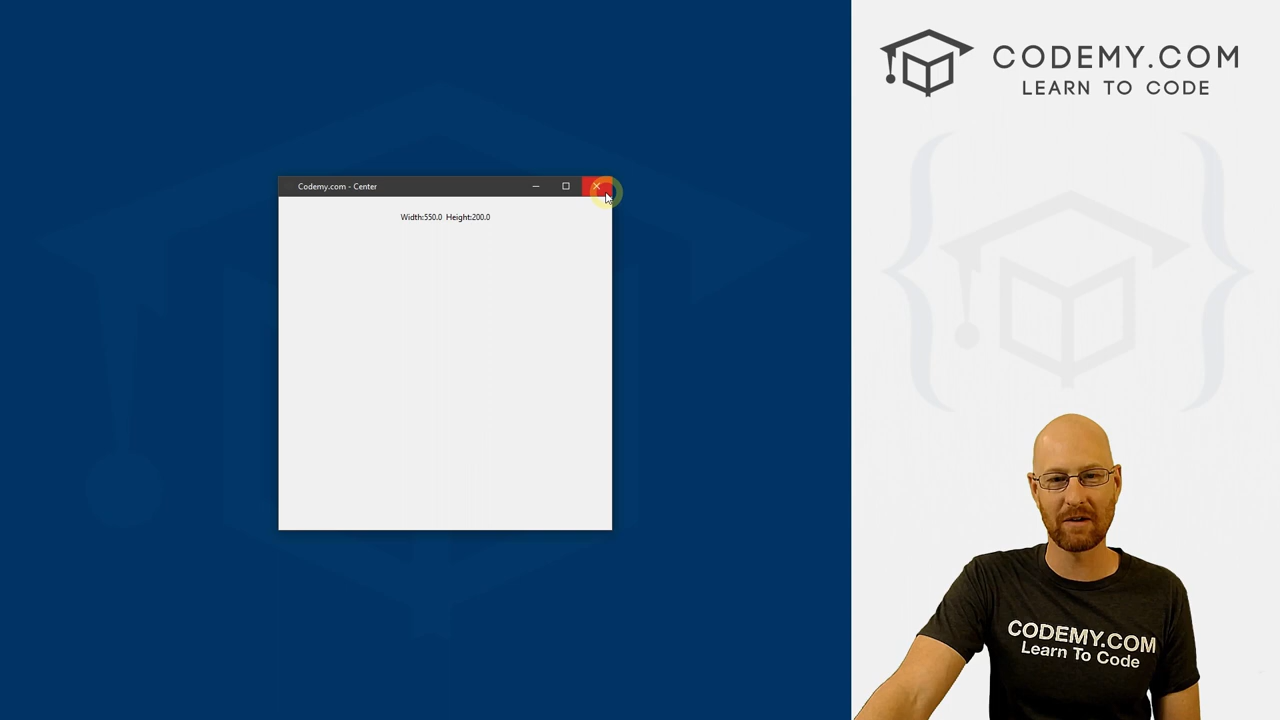 CODEMY.COM
LEARN TO CODE
Codemy.com - Center
Width:550.0 Height:200.0
CODEMY.COM
Learn To Code